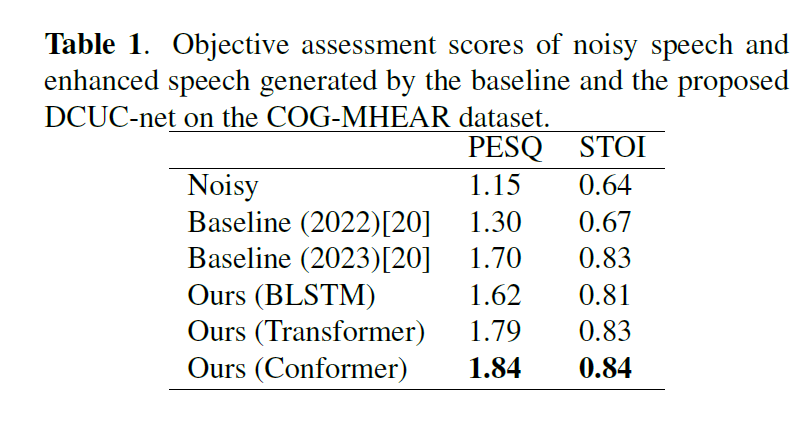 Table 1. Objective assessment scores of noisy speech and
enhanced speech generated by the baseline and the proposed
DCUC-net on the COG-MHEAR dataset.
PESQ STOI
Noisy 1.15 0.64
Baseline (2022)[20] 1.30 0.67
Baseline (2023)[20] 1.70 0.83
Ours (BLSTM) 1.62 0.81
Ours (Transformer) 1.79 0.83
Ours (Conformer) 1.84 0.84